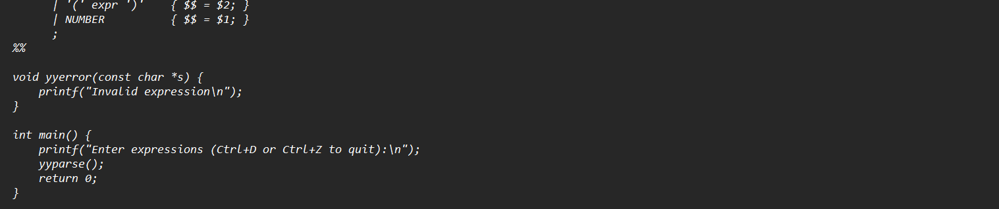 | '(' expr ')'    { $$ = $2; }
| NUMBER          { $$ = $1; }
;
%%
void yyerror(const char *s) {
    printf("Invalid expression\n");
}
int main() {
    printf("Enter expressions (Ctrl+D or Ctrl+Z to quit):\n");
    yyparse();
    return 0;
}